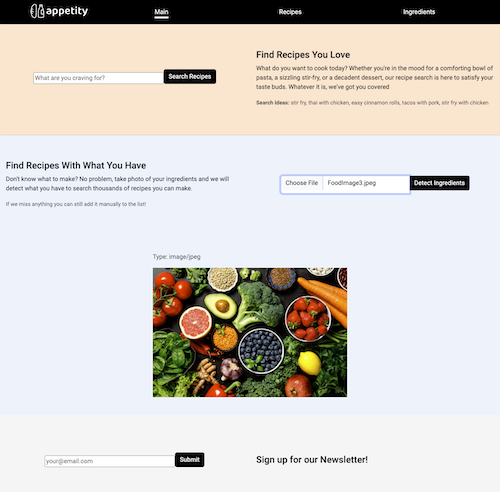 appetity
Main
Recipes
Ingredients
What are you craving for?
Search Recipes
Find Recipes You Love
What do you want to cook today? Whether you're in the mood for a comforting bowl of
pasta, a sizzling stir-fry, or a decadent dessert, our recipe search is here to satisfy your
taste buds. Whatever it is, we've got you covered
Search ideas: stir fry, thai with chicken, easy cinnamon rolls, tacos with pork, stir fry with chicken
Find Recipes With What You Have
Don't know what to make? No problem, take photo of your ingredients and we will
detect what you have to search thousands of recipes you can make.
If we miss anything you can still add it manually to the list!
Choose File FoodImage3.jpeg
Detect Ingredients
Type: image/jpeg
your@email.com
Submit
Sign up for our Newsletter!